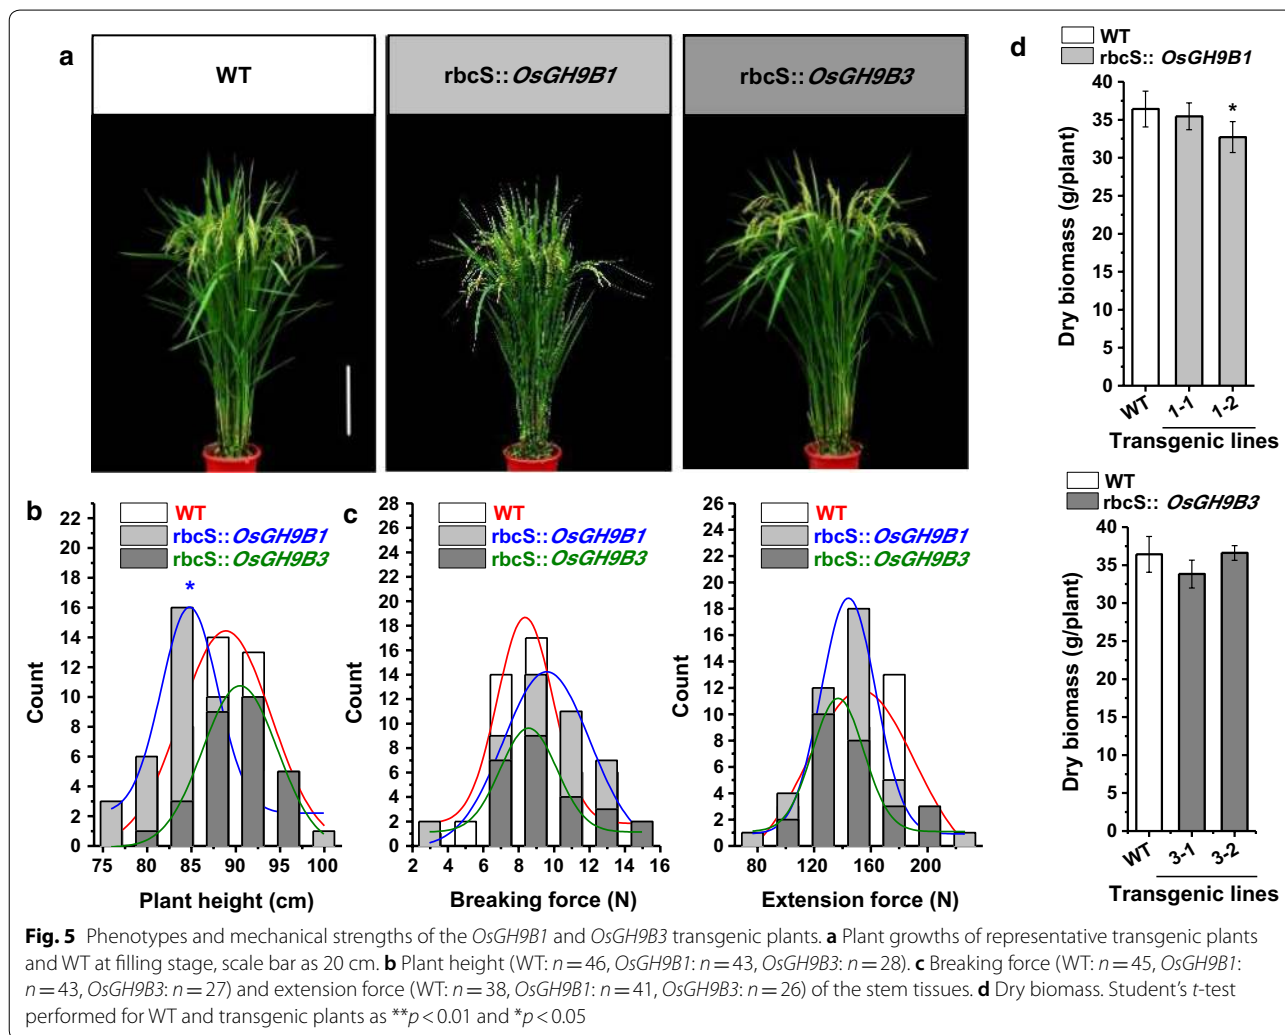 a
WT
rbcS::OsGH9B1
rbcS::OsGH9B3
d
WT
rbcS:: OsGH9B1
Dry biomass (g/plant)
40
35
30
25
20
15
10
5
0
*
WT
1-1
1-2
Transgenic lines
b
WT
rbcS::OsGH9B1
rbcS::OsGH9B3
Count
22
20
18
16
14
12
10
8
6
4
2
0
*
75 80 85 90 95 100
Plant height (cm)
c
WT
rbcS::OsGH9B1
rbcS::OsGH9B3
Count
28
26
24
22
20
18
16
14
12
10
8
6
4
2
0
2 4 6 8 10 12 14 16
Breaking force (N)
WT
rbcS::OsGH9B1
rbcS::OsGH9B3
Count
26
24
22
20
18
16
14
12
10
8
6
4
2
0
80 120 160 200
Extension force (N)
WT
rbcS:: OsGH9B3
Dry biomass (g/plant)
40
35
30
25
20
15
10
5
0
WT
3-1
3-2
Transgenic lines
Fig. 5 Phenotypes and mechanical strengths of the OsGH9B1 and OsGH9B3 transgenic plants. a Plant growths of representative transgenic plants
and WT at filling stage, scale bar as 20 cm. b Plant height (WT: n = 46, OsGH9B1: n = 43, OsGH9B3: n = 28). c Breaking force (WT: n = 45, OsGH9B1:
n = 43, OsGH9B3: n = 27) and extension force (WT: n = 38, OsGH9B1: n = 41, OsGH9B3: n = 26) of the stem tissues. d Dry biomass. Student's t-test
performed for WT and transgenic plants as **p < 0.01 and *p < 0.05